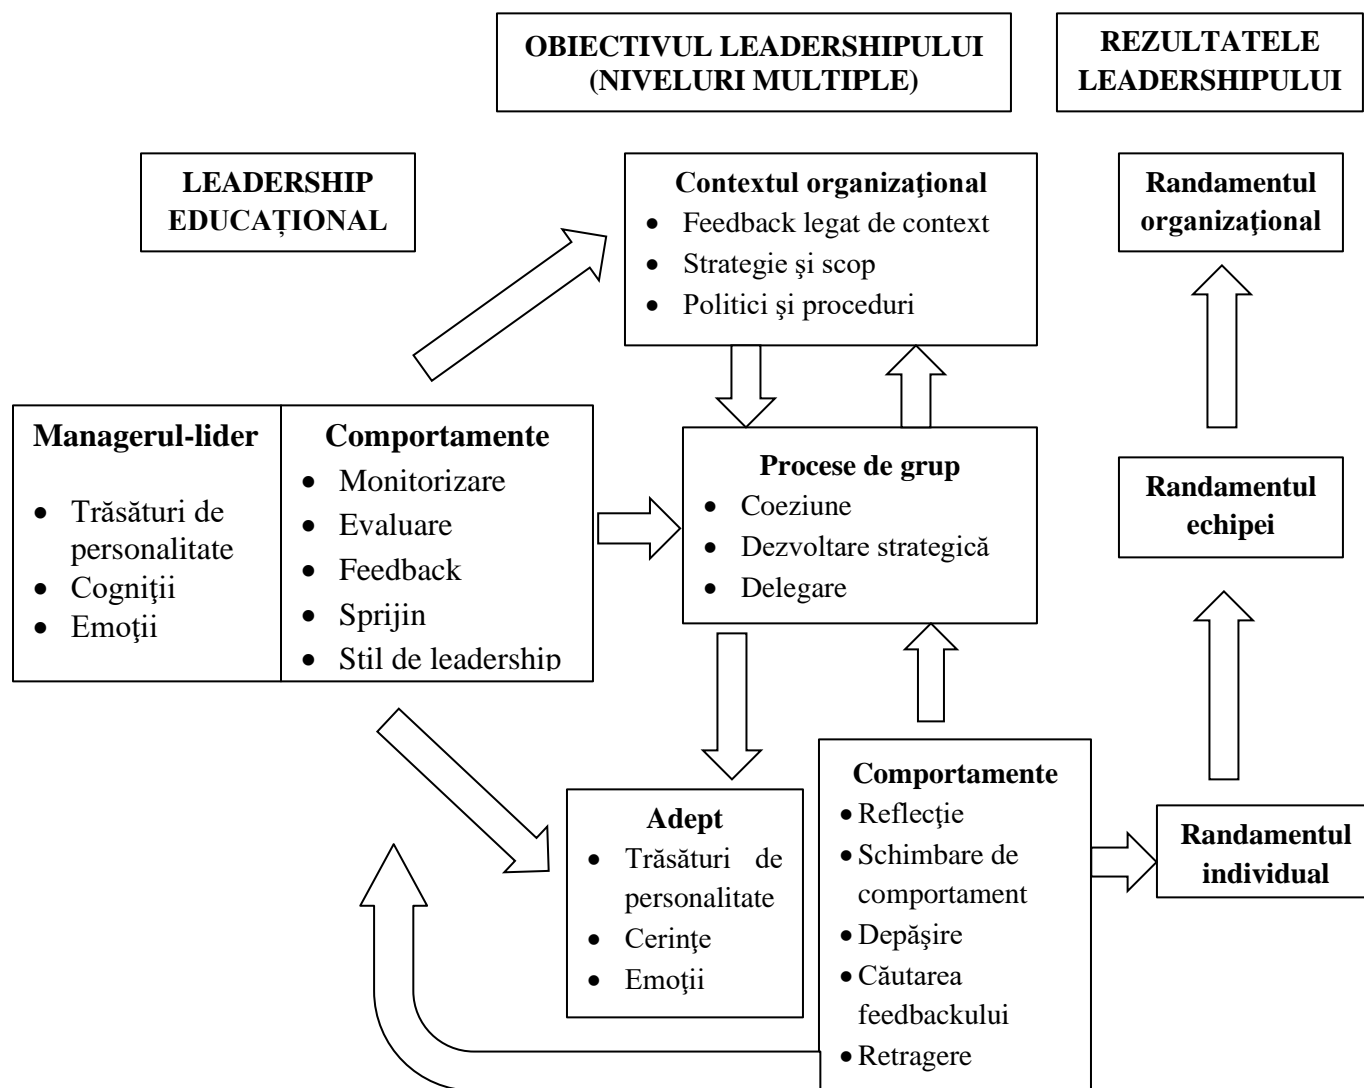 OBIECTIVUL LEADERSHIPULUI
(NIVELURI MULTIPLE)
REZULTATELE
LEADERSHIPULUI
LEADERSHIP
EDUCAȚIONAL
Contextul organizaţional
• Feedback legat de context
• Strategie şi scop
• Politici şi proceduri
Randamentul
organizaţional
Managerul-lider
• Trăsături de
personalitate
• Cogniţii
• Emoţii
Comportamente
• Monitorizare
• Evaluare
• Feedback
• Sprijin
• Stil de leadership
Procese de grup
• Coeziune
• Dezvoltare strategică
• Delegare
Randamentul
echipei
Adept
• Trăsături de
personalitate
• Cerinţe
• Emoţii
Comportamente
• Reflecţie
• Schimbare de
comportament
• Depăşire
• Căutarea
feedbackului
• Retragere
Randamentul
individual